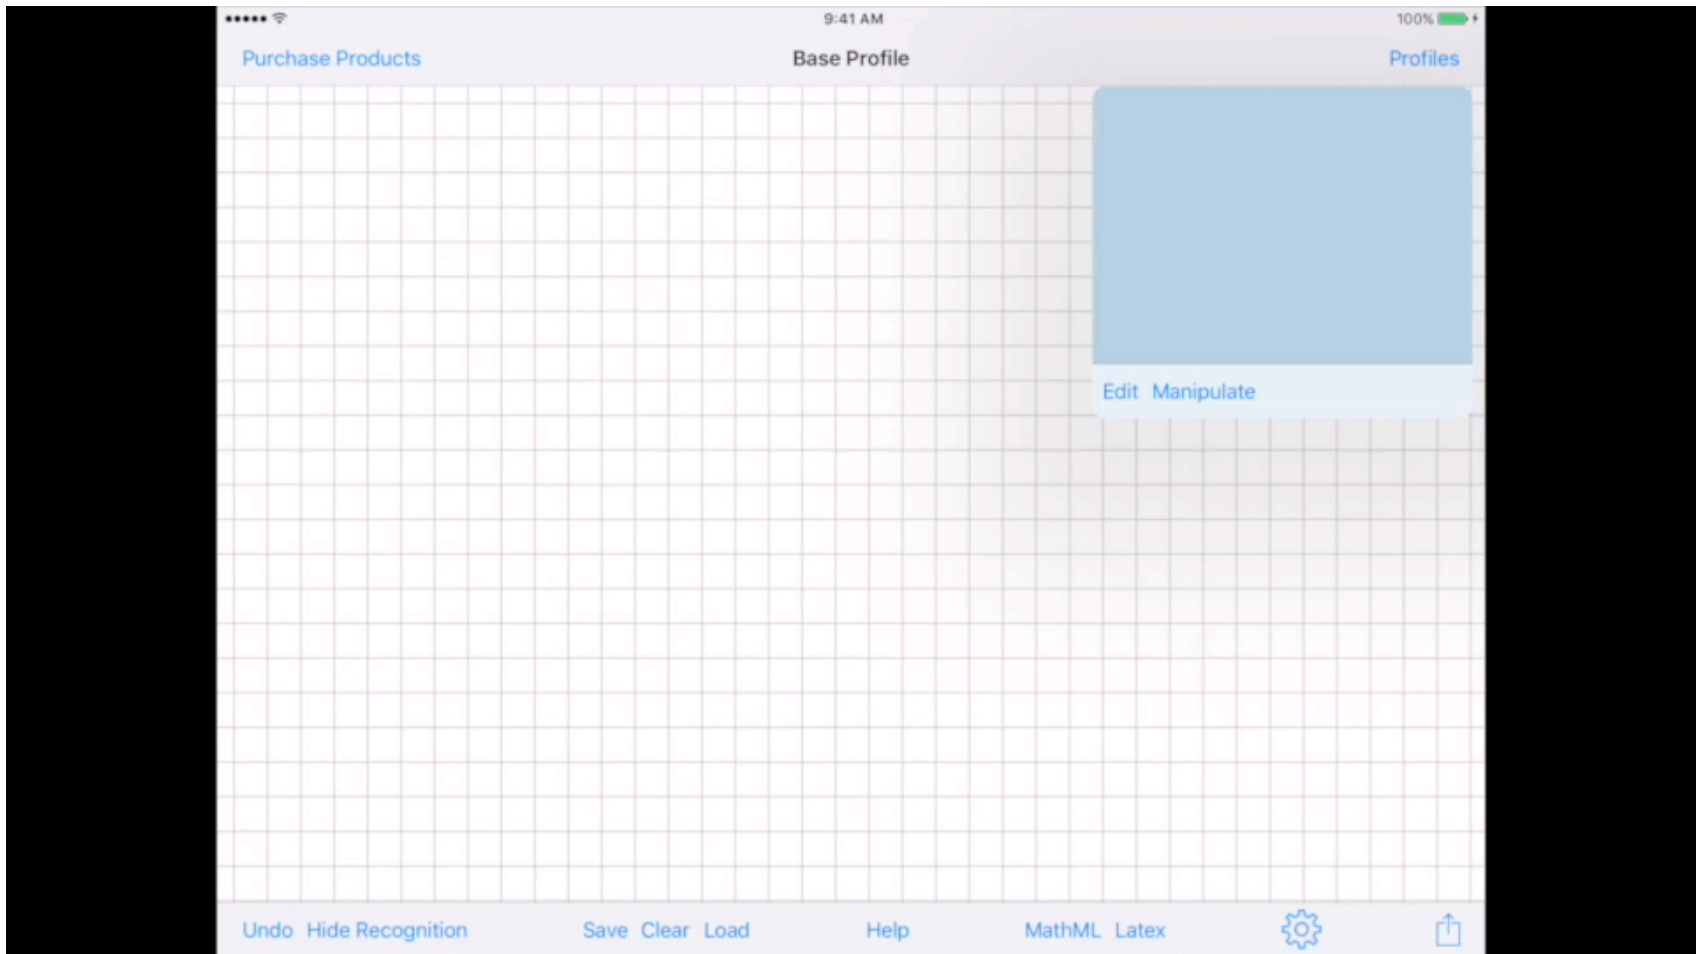 9:41 AM
100%
Purchase Products
Base Profile
Profiles
Edit Manipulate
Undo Hide Recognition
Save Clear Load
Help
MathML Latex